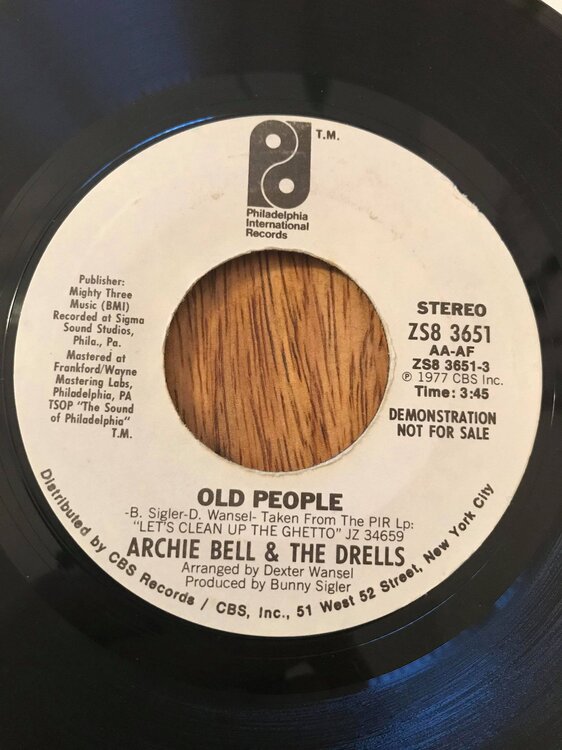 T.M.
Philadelphia
International
Records
Publisher:
Mighty Three
Music (BMI)
Recorded at Sigma
Sound Studios,
Phila., Pa.
Mastered at
Frankford/Wayne
Mastering Labs,
Philadelphia, PA
TSOP "The Sound
of Philadelphia"
T.M.
STEREO
ZS8 3651
AA-AF
ZS8 3651-3
℗ 1977 CBS Inc.
Time: 3:45
DEMONSTRATION
NOT FOR SALE
OLD PEOPLE
-B. Sigler-D. Wansel- Taken From The PIR Lp:
"LET'S CLEAN UP THE GHETTO" JZ 34659
ARCHIE BELL & THE DRELLS
Arranged by Dexter Wansel
Produced by Bunny Sigler
Distributed by CBS Records / CBS, Inc., 51 West 52 Street, New York City